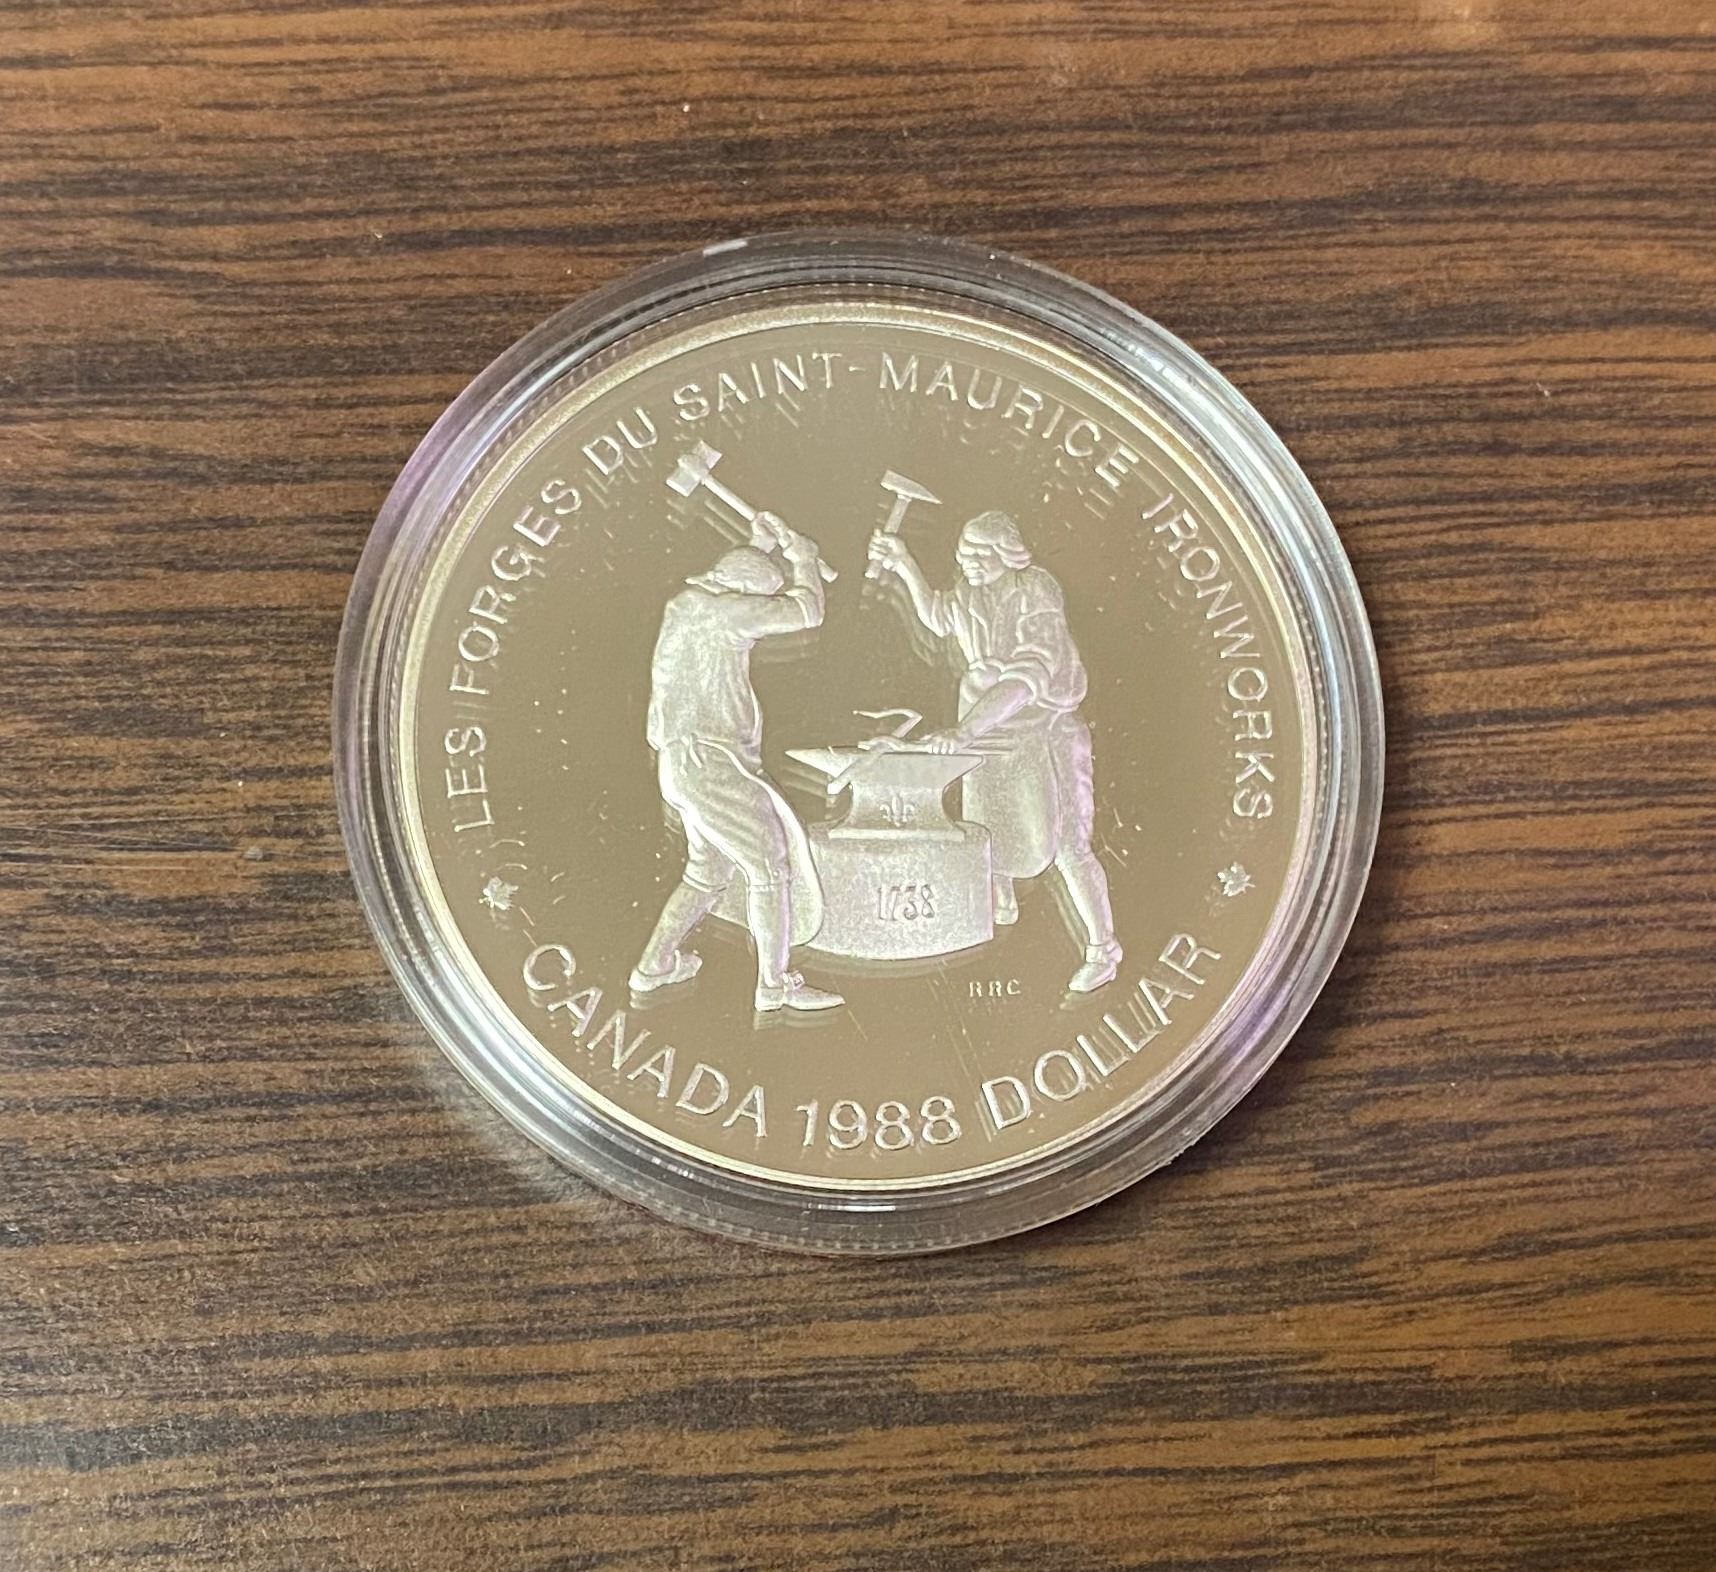 LES FORGES DU SAINT-MAURICE IRONWORKS
1738
RRC
CANADA 1988 DOLLAR